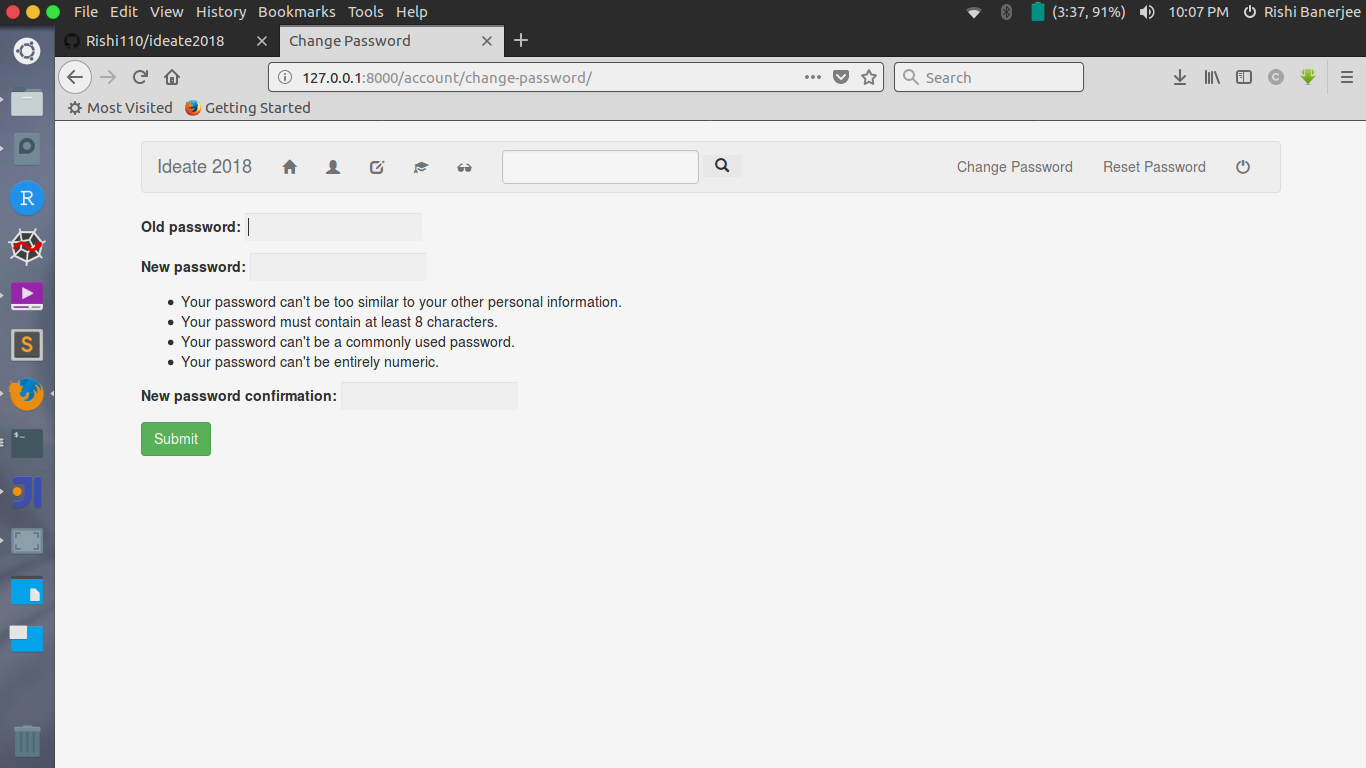 File Edit View History Bookmarks Tools Help (3:37, 91%) 10:07 PM Rishi Banerjee
Rishi110/ideate2018 Change Password
127.0.0.1:8000/account/change-password/ Search
Most Visited Getting Started
Ideate 2018 Change Password Reset Password
Old password:
New password:
Your password can't be too similar to your other personal information.
Your password must contain at least 8 characters.
Your password can't be a commonly used password.
Your password can't be entirely numeric.
New password confirmation:
Submit